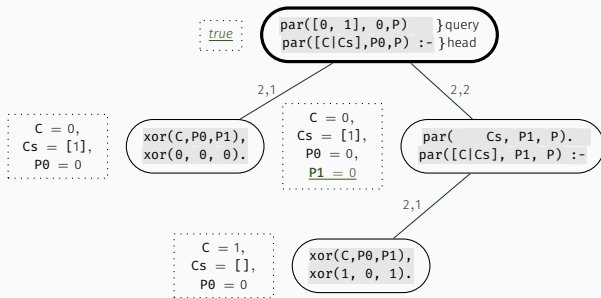 true
par([0, 1], 0,P) }query
par([C|Cs],P0,P) :- }head
2,1
2,2
C = 0,
Cs = [1],
P0 = 0
xor(C,P0,P1),
xor(0, 0, 0).
C = 0,
Cs = [1],
P0 = 0,
P1 = 0
par( Cs, P1, P).
par([C|Cs], P1, P) :-
2,1
C = 1,
Cs = [],
P0 = 0
xor(C,P0,P1),
xor(1, 0, 1).